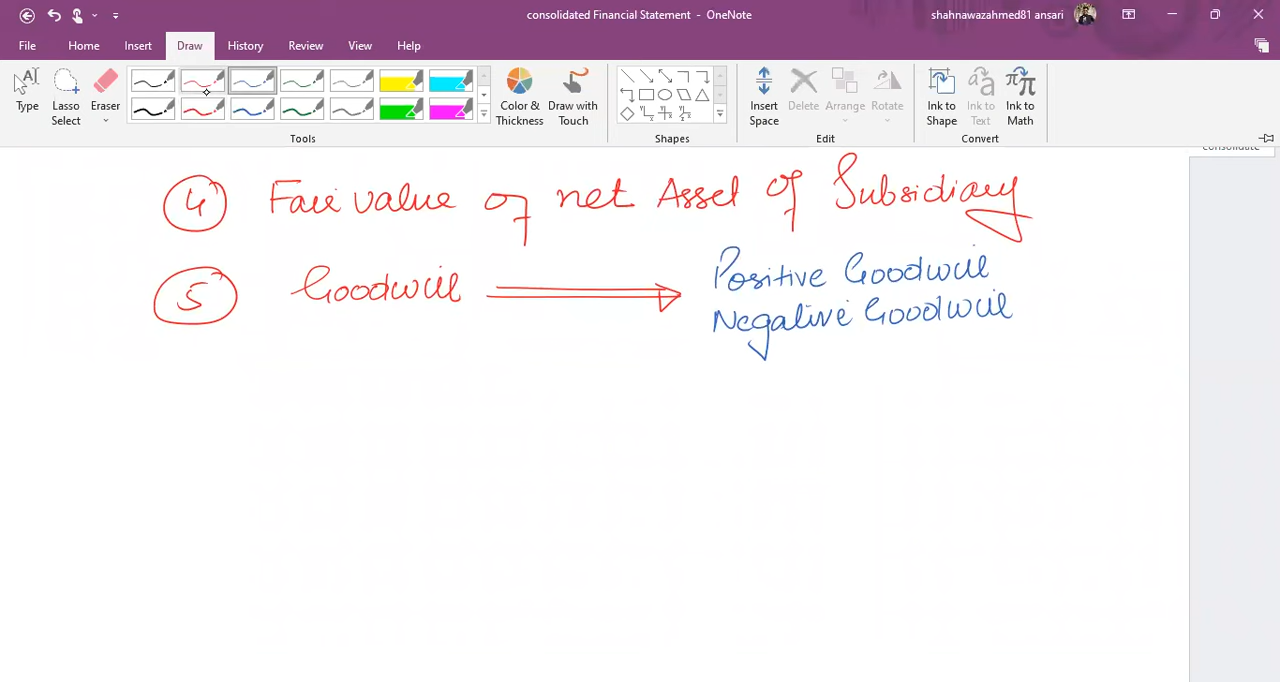 consolidated Financial Statement - OneNote
shahnawazahmed81 ansari
File Home Insert Draw History Review View Help
Type
Lasso Select
Eraser
Color & Thickness
Draw with Touch
Insert Space
Delete
Arrange
Rotate
Ink to Shape
Ink to Text
Ink to Math
Tools
Shapes
Edit
Convert
consolidate
4 Fair value of net Asset of Subsidiary
5 Goodwill
Positive Goodwill
Negative Goodwill